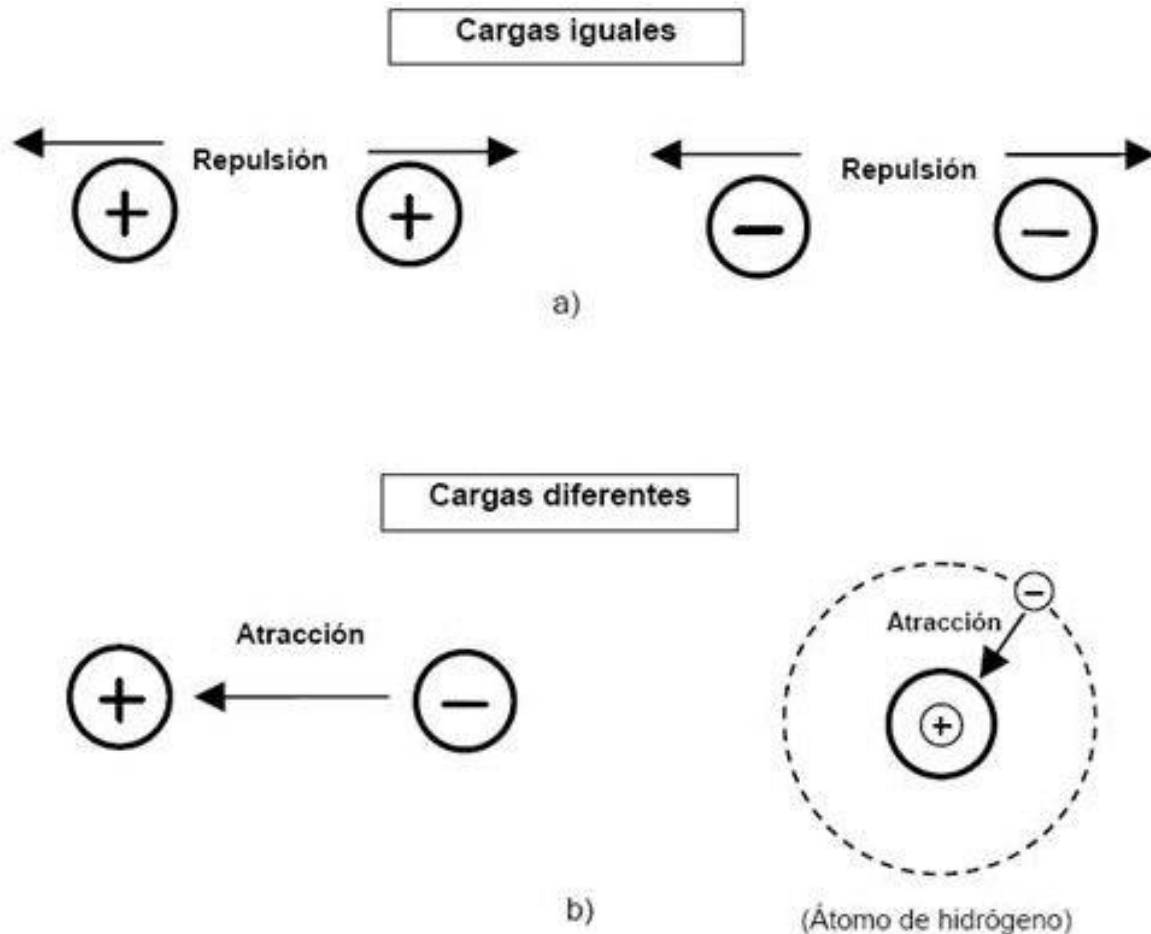 Cargas iguales
Repulsión
Repulsión
+
+
−
−
a)
Cargas diferentes
Atracción
+
−
Atracción
−
+
b)
(Átomo de hidrógeno)